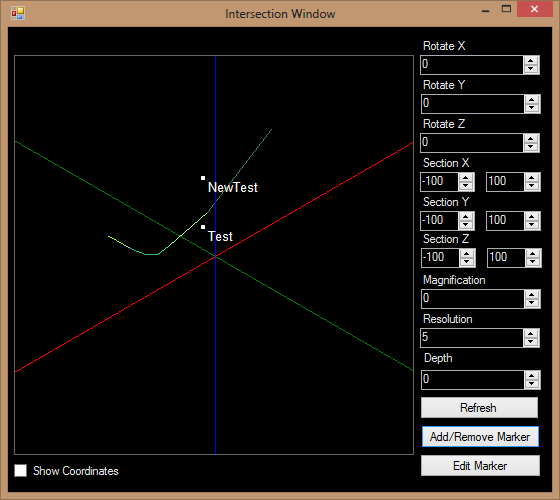 Intersection Window
Rotate X
0
Rotate Y
0
Rotate Z
0
Section X
-100 100
Section Y
-100 100
Section Z
-100 100
Magnification
0
Resolution
5
Depth
0
Refresh
Add/Remove Marker
Edit Marker
NewTest
Test
Show Coordinates